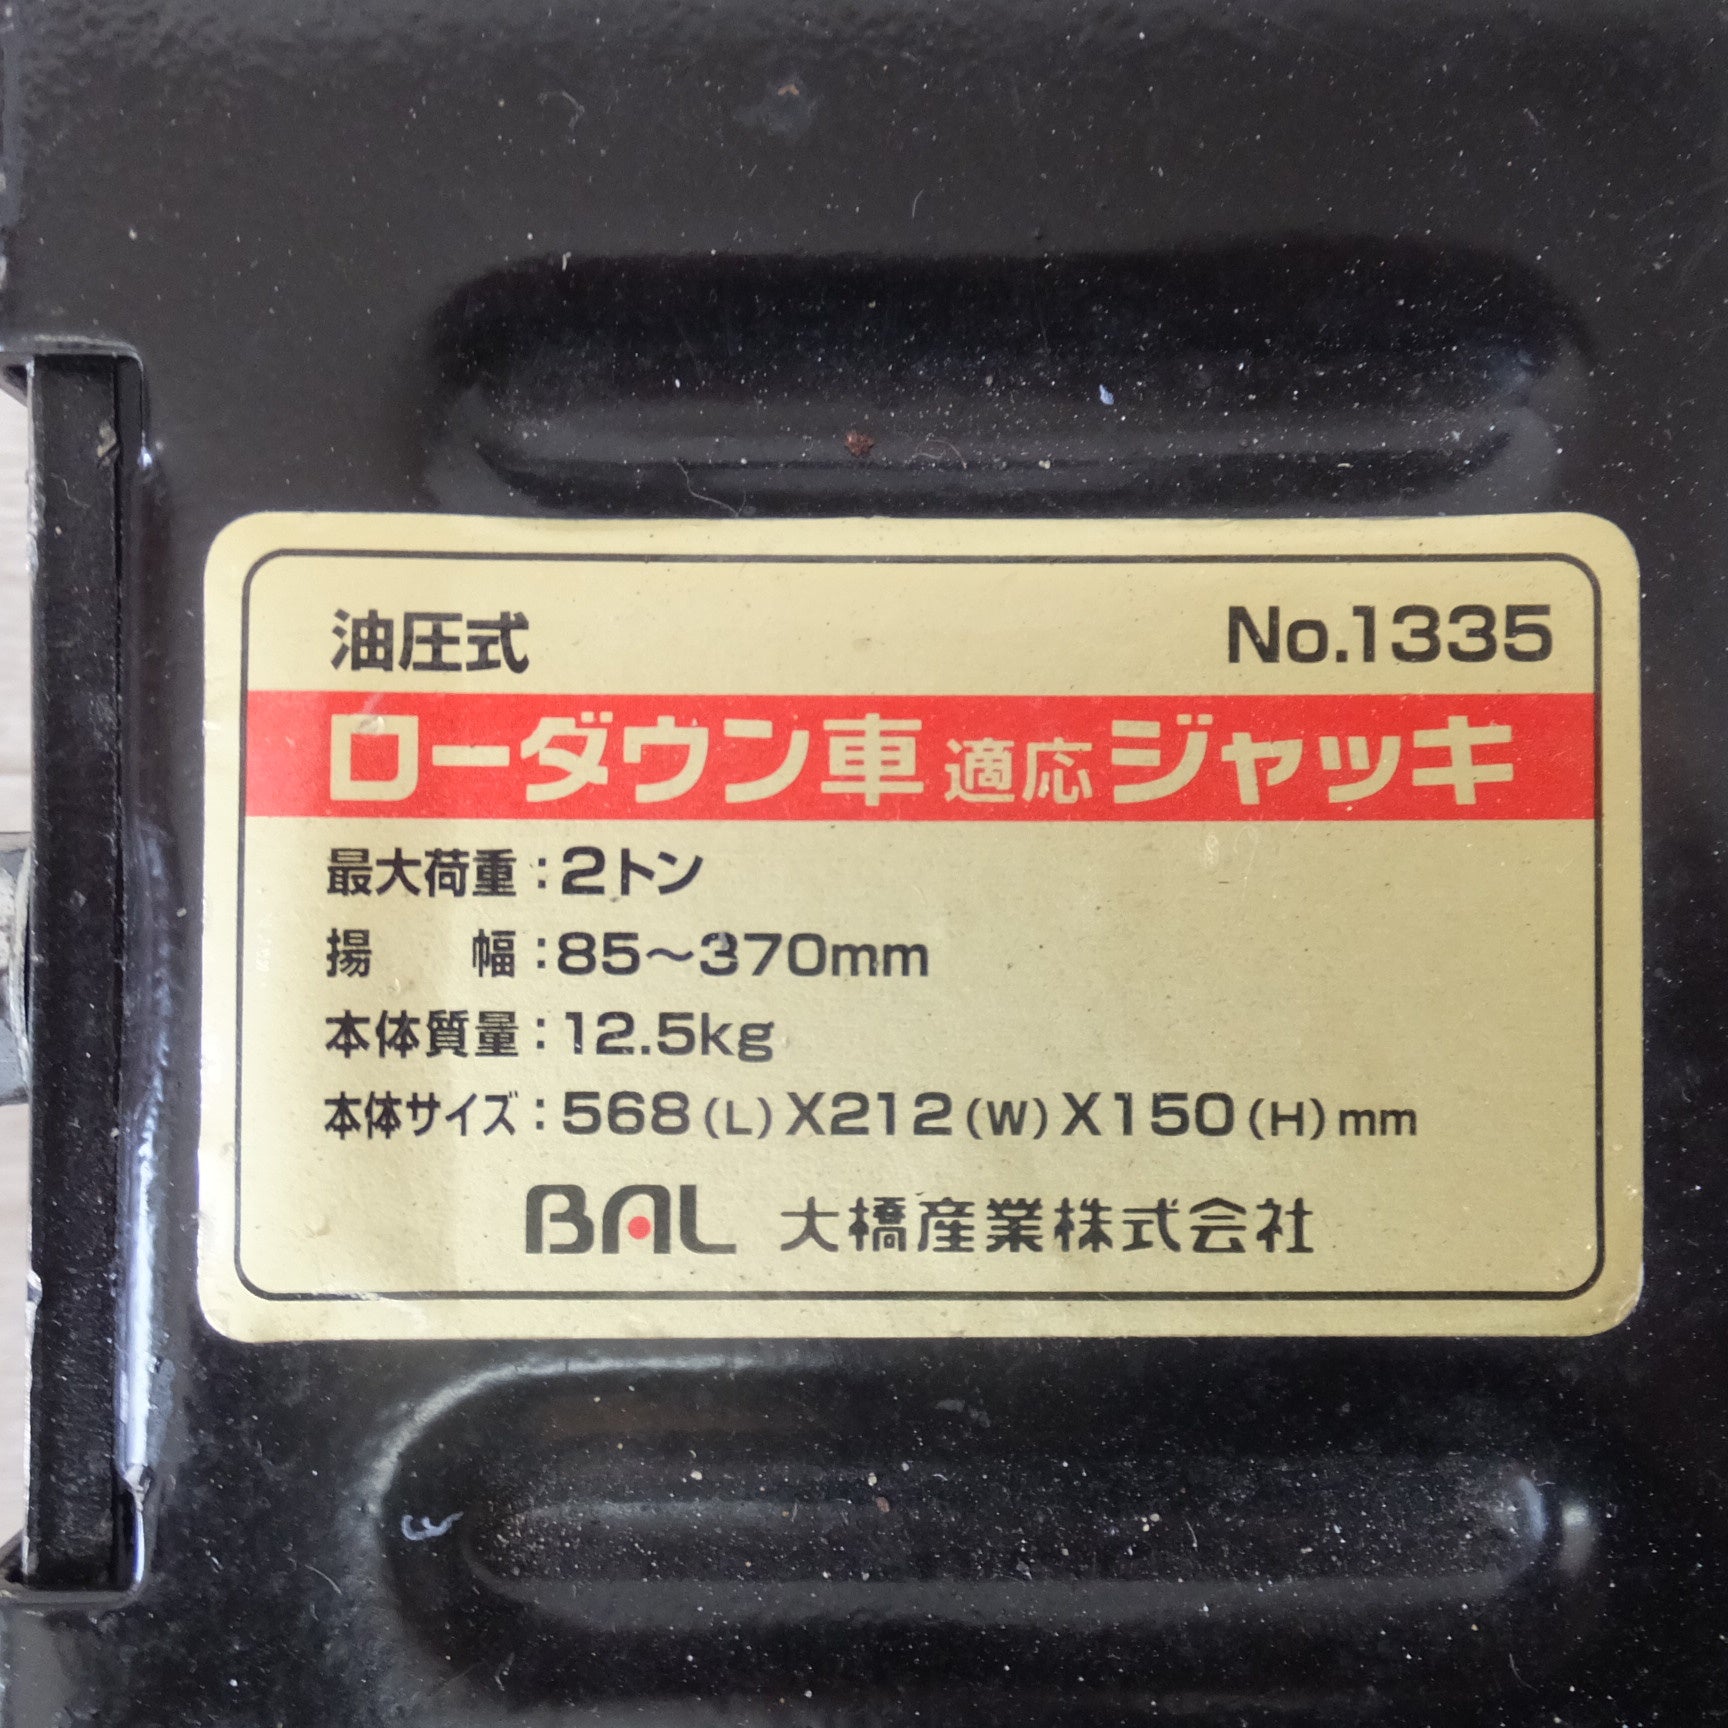 油圧式 No.1335
ローダウン車適応ジャッキ
最大荷重:2トン
揚 幅:85～370mm
本体質量:12.5kg
本体サイズ:568(L)X212(W)X150(H)mm
BAL 大橋産業株式会社